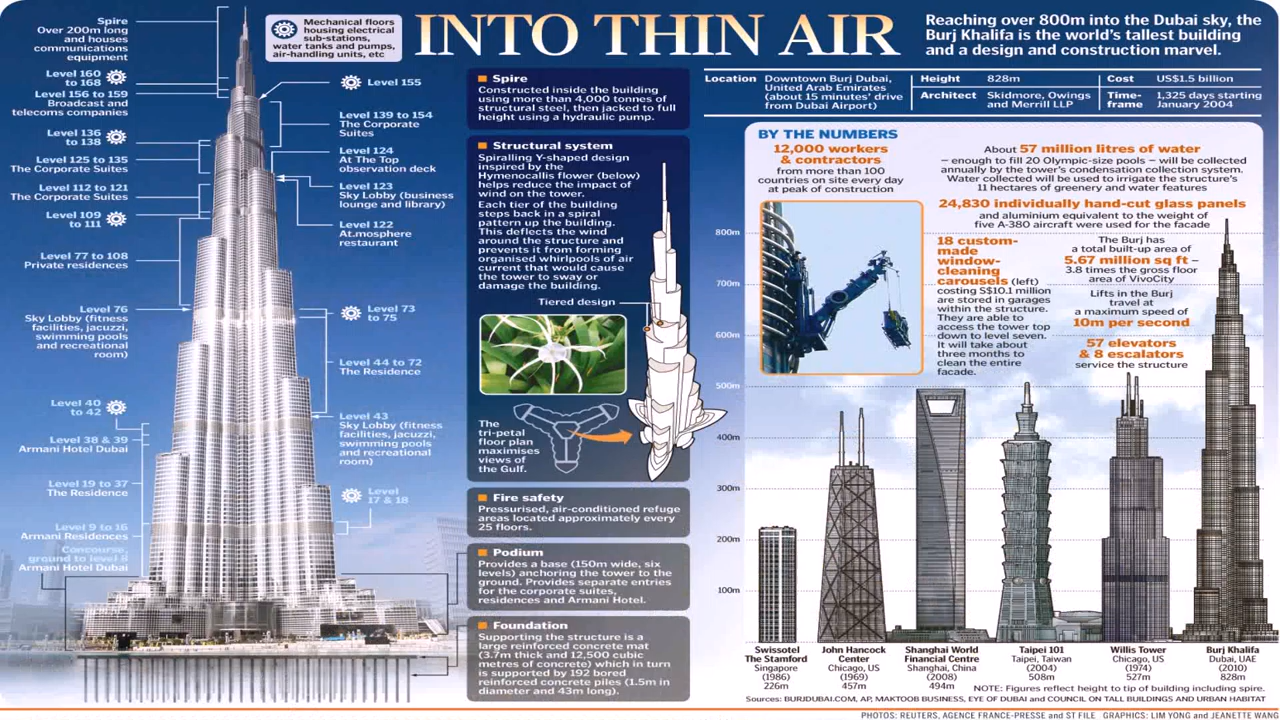 INTO THIN AIR
Reaching over 800m into the Dubai sky, the
Burj Khalifa is the world's tallest building
and a design and construction marvel.
Spire
Over 200m long
and houses
communications
equipment
Level 160
to 168
Level 156 to 159
Broadcast and
telecoms companies
Level 136
to 138
Level 125 to 135
The Corporate Suites
Level 112 to 121
The Corporate Suites
Level 109
to 111
Level 77 to 108
Private residences
Level 76
Sky Lobby (fitness
facilities, jacuzzi,
swimming pools
and recreational
room)
Level 40
to 42
Level 38 & 39
Armani Hotel Dubai
Level 19 to 37
The Residence
Level 9 to 16
Armani Residences
Concourse,
ground to level 8
Armani Hotel Dubai
Mechanical floors
housing electrical
sub-stations,
water tanks and pumps,
air-handling units, etc
Level 155
Level 139 to 154
The Corporate
Suites
Level 124
At The Top
observation deck
Level 123
Sky Lobby (business
lounge and library)
Level 122
At.mosphere
restaurant
Level 73
to 75
Level 44 to 72
The Residence
Level 43
Sky Lobby (fitness
facilities, jacuzzi,
swimming pools
and recreational
room)
Level
17 & 18
Spire
Constructed inside the building
using more than 4,000 tonnes of
structural steel, then jacked to full
height using a hydraulic pump.
Structural system
Spiralling Y-shaped design
inspired by the
Hymenocallis flower (below)
helps reduce the impact of
wind on the tower.
Each tier of the building
steps back in a spiral
pattern up the building.
This deflects the wind
around the structure and
prevents it from forming
organised whirlpools of air
current that would cause
the tower to sway or
damage the building.
Tiered design
The
tri-petal
floor plan
maximises
views of
the Gulf.
Fire safety
Pressurised, air-conditioned refuge
areas located approximately every
25 floors.
Podium
Provides a base (150m wide, six
levels) anchoring the tower to the
ground. Provides separate entries
for the corporate suites,
residences and Armani Hotel.
Foundation
Supporting the structure is a
large reinforced concrete mat
(3.7m thick and 12,500 cubic
metres of concrete) which in turn
is supported by 192 bored
reinforced concrete piles (1.5m in
diameter and 43m long).
Location Downtown Burj Dubai,
United Arab Emirates
(about 15 minutes' drive
from Dubai Airport)
Height 828m
Architect Skidmore, Owings
and Merrill LLP
Cost US$1.5 billion
Time-
frame 1,325 days starting
January 2004
BY THE NUMBERS
12,000 workers
& contractors
from more than 100
countries on site every day
at peak of construction
About 57 million litres of water
– enough to fill 20 Olympic-size pools – will be collected
annually by the tower's condensation collection system.
Water collected will be used to irrigate the structure's
11 hectares of greenery and water features
24,830 individually hand-cut glass panels
and aluminium equivalent to the weight of
five A-380 aircraft were used for the facade
18 custom-
made
window-
cleaning
carousels (left)
costing S$10.1 million
are stored in garages
within the structure.
They are able to
access the tower top
down to level seven.
It will take about
three months to
clean the entire
facade.
The Burj has
a total built-up area of
5.67 million sq ft –
3.8 times the gross floor
area of VivoCity
Lifts in the Burj
travel at
a maximum speed of
10m per second
57 elevators
& 8 escalators
service the structure
800m
700m
600m
500m
400m
300m
200m
100m
Swissotel
The Stamford
Singapore
(1986)
226m
John Hancock
Center
Chicago, US
(1969)
457m
Shanghai World
Financial Centre
Shanghai, China
(2008)
494m
Taipei 101
Taipei, Taiwan
(2004)
508m
Willis Tower
Chicago, US
(1974)
527m
Burj Khalifa
Dubai, UAE
(2010)
828m
NOTE: Figures reflect height to tip of building including spire.
Sources: BURJDUBAI.COM, AP, MAKTOOB BUSINESS, EYE OF DUBAI and COUNCIL ON TALL BUILDINGS AND URBAN HABITAT
PHOTOS: REUTERS, AGENCE FRANCE-PRESSE and ST FILE GRAPHICS: LIM YONG and JEANETTE WANG